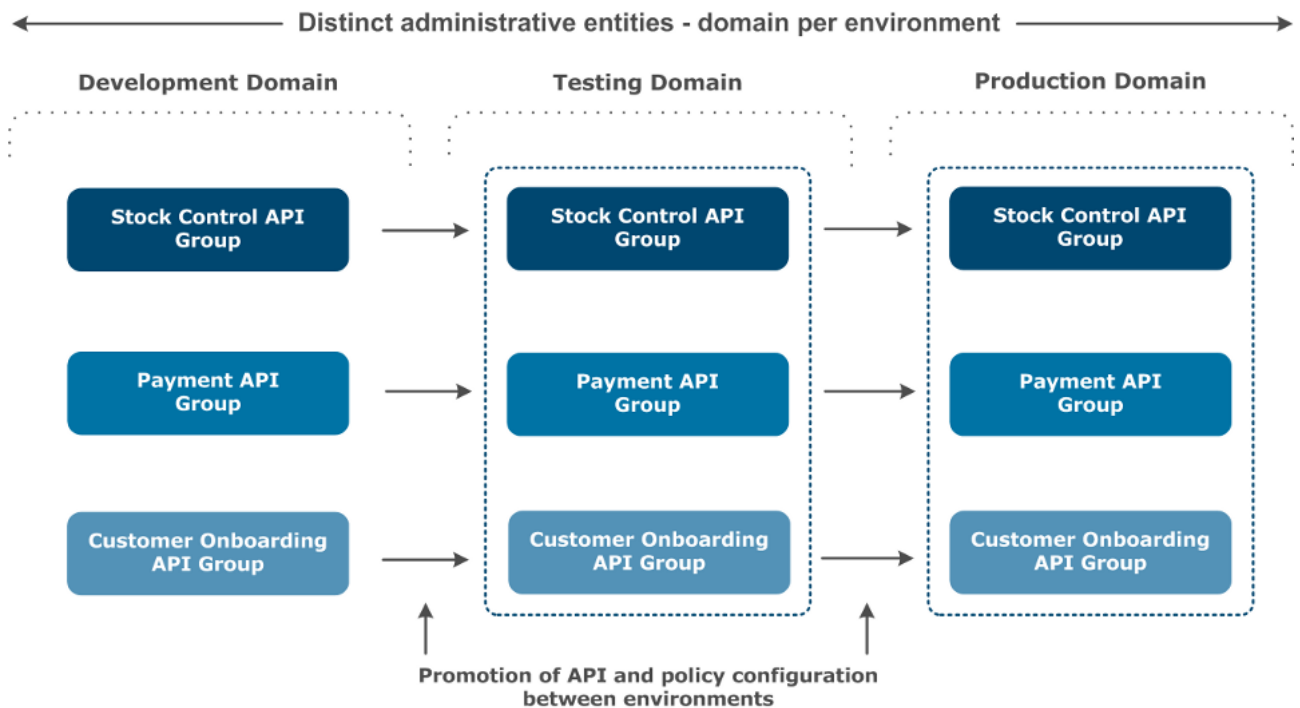 Distinct administrative entities - domain per environment
Development Domain
Testing Domain
Production Domain
Stock Control API
Group
Stock Control API
Group
Stock Control API
Group
Payment API
Group
Payment API
Group
Payment API
Group
Customer Onboarding
API Group
Customer Onboarding
API Group
Customer Onboarding
API Group
Promotion of API and policy configuration
between environments